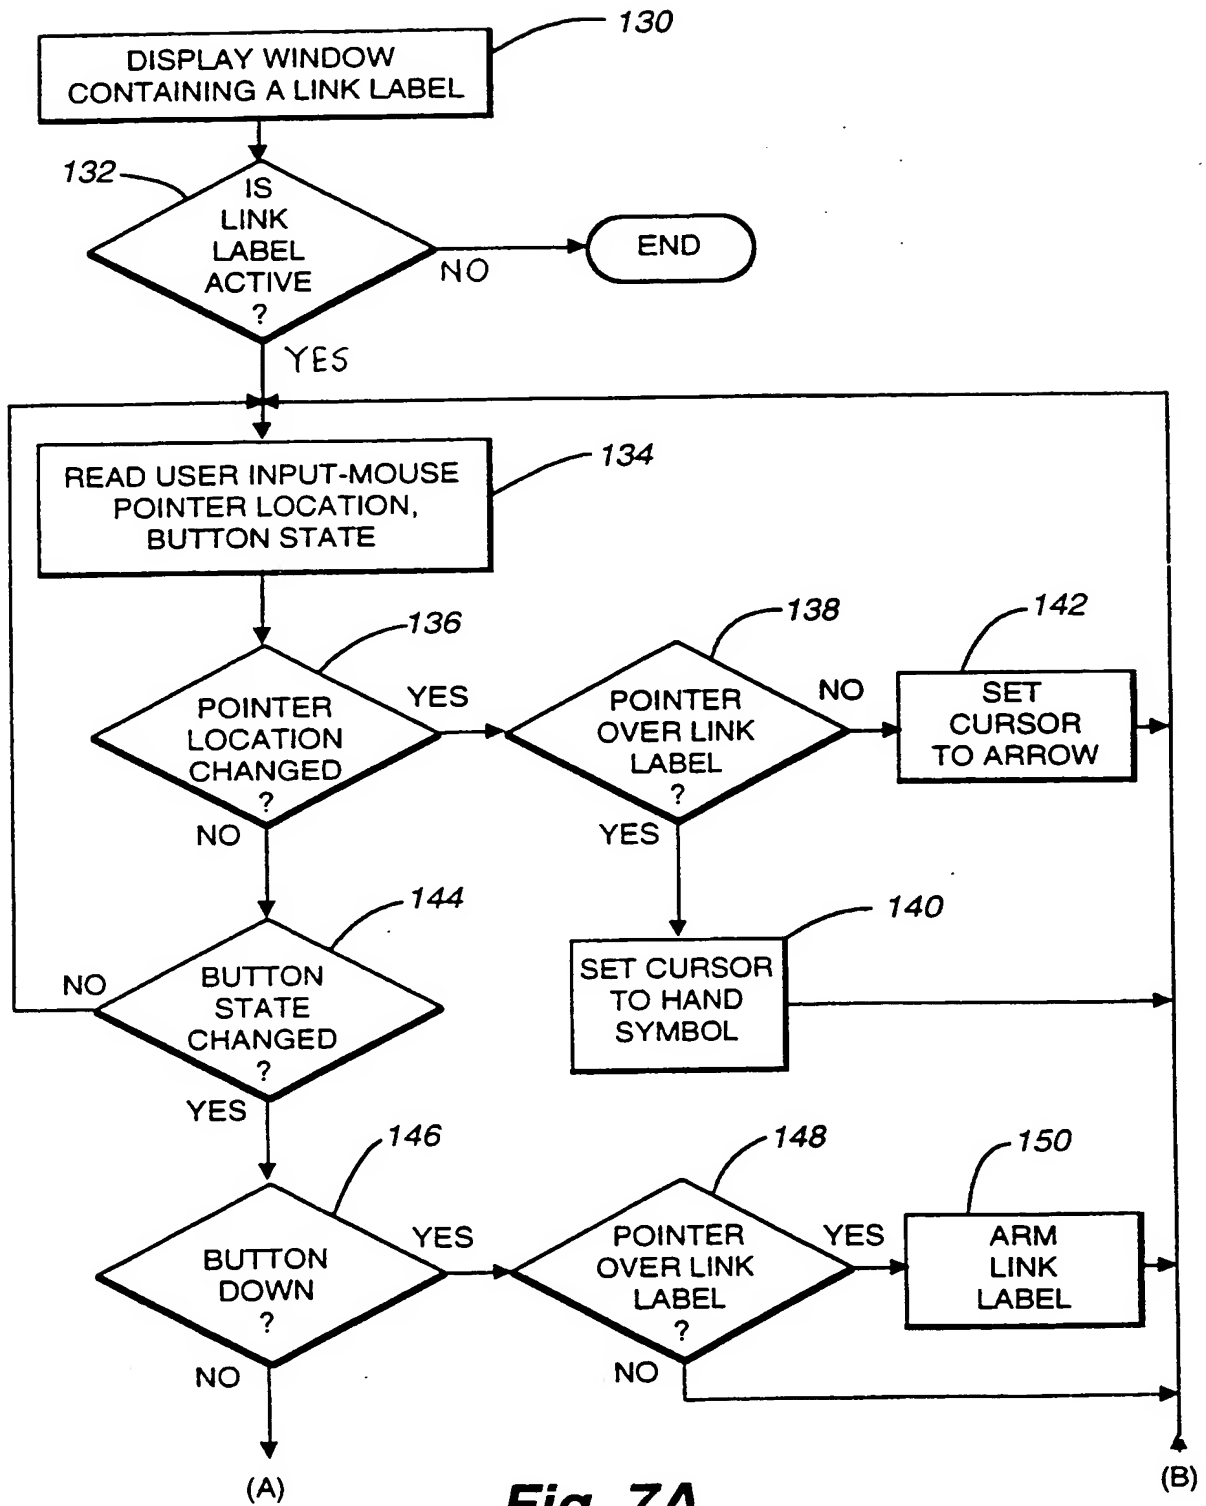 130
DISPLAY WINDOW
CONTAINING A LINK LABEL
132
IS
LINK
LABEL
ACTIVE
?
NO
END
YES
134
READ USER INPUT-MOUSE
POINTER LOCATION,
BUTTON STATE
136
POINTER
LOCATION
CHANGED
?
YES
NO
138
POINTER
OVER LINK
LABEL
?
NO
YES
142
SET
CURSOR
TO ARROW
140
SET CURSOR
TO HAND
SYMBOL
144
BUTTON
STATE
CHANGED
?
NO
YES
146
BUTTON
DOWN
?
YES
NO
148
POINTER
OVER LINK
LABEL
?
YES
NO
150
ARM
LINK
LABEL
(A)
(B)
Fig. 7A